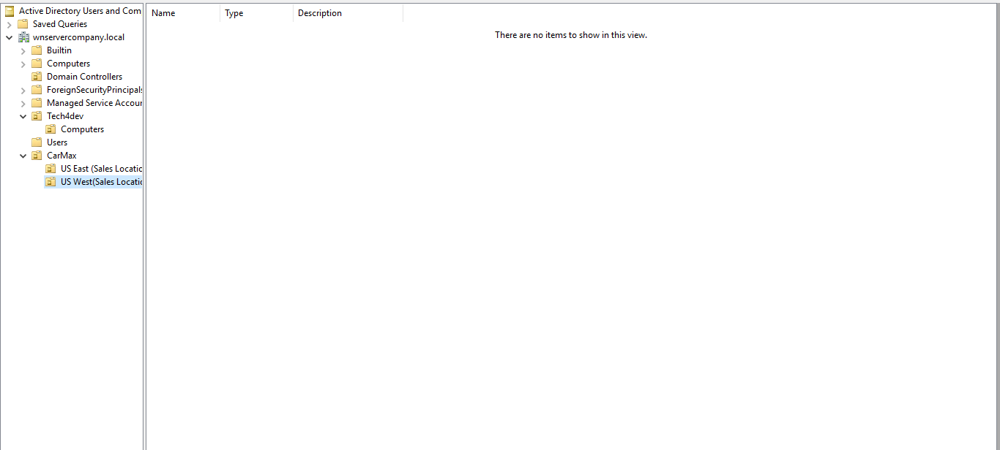 Active Directory Users and Com
Saved Queries
wnservercompany.local
Builtin
Computers
Domain Controllers
ForeignSecurityPrincipals
Managed Service Accour
Tech4dev
Computers
Users
CarMax
US East (Sales Locatic
US West(Sales Locatic
Name Type Description
There are no items to show in this view.